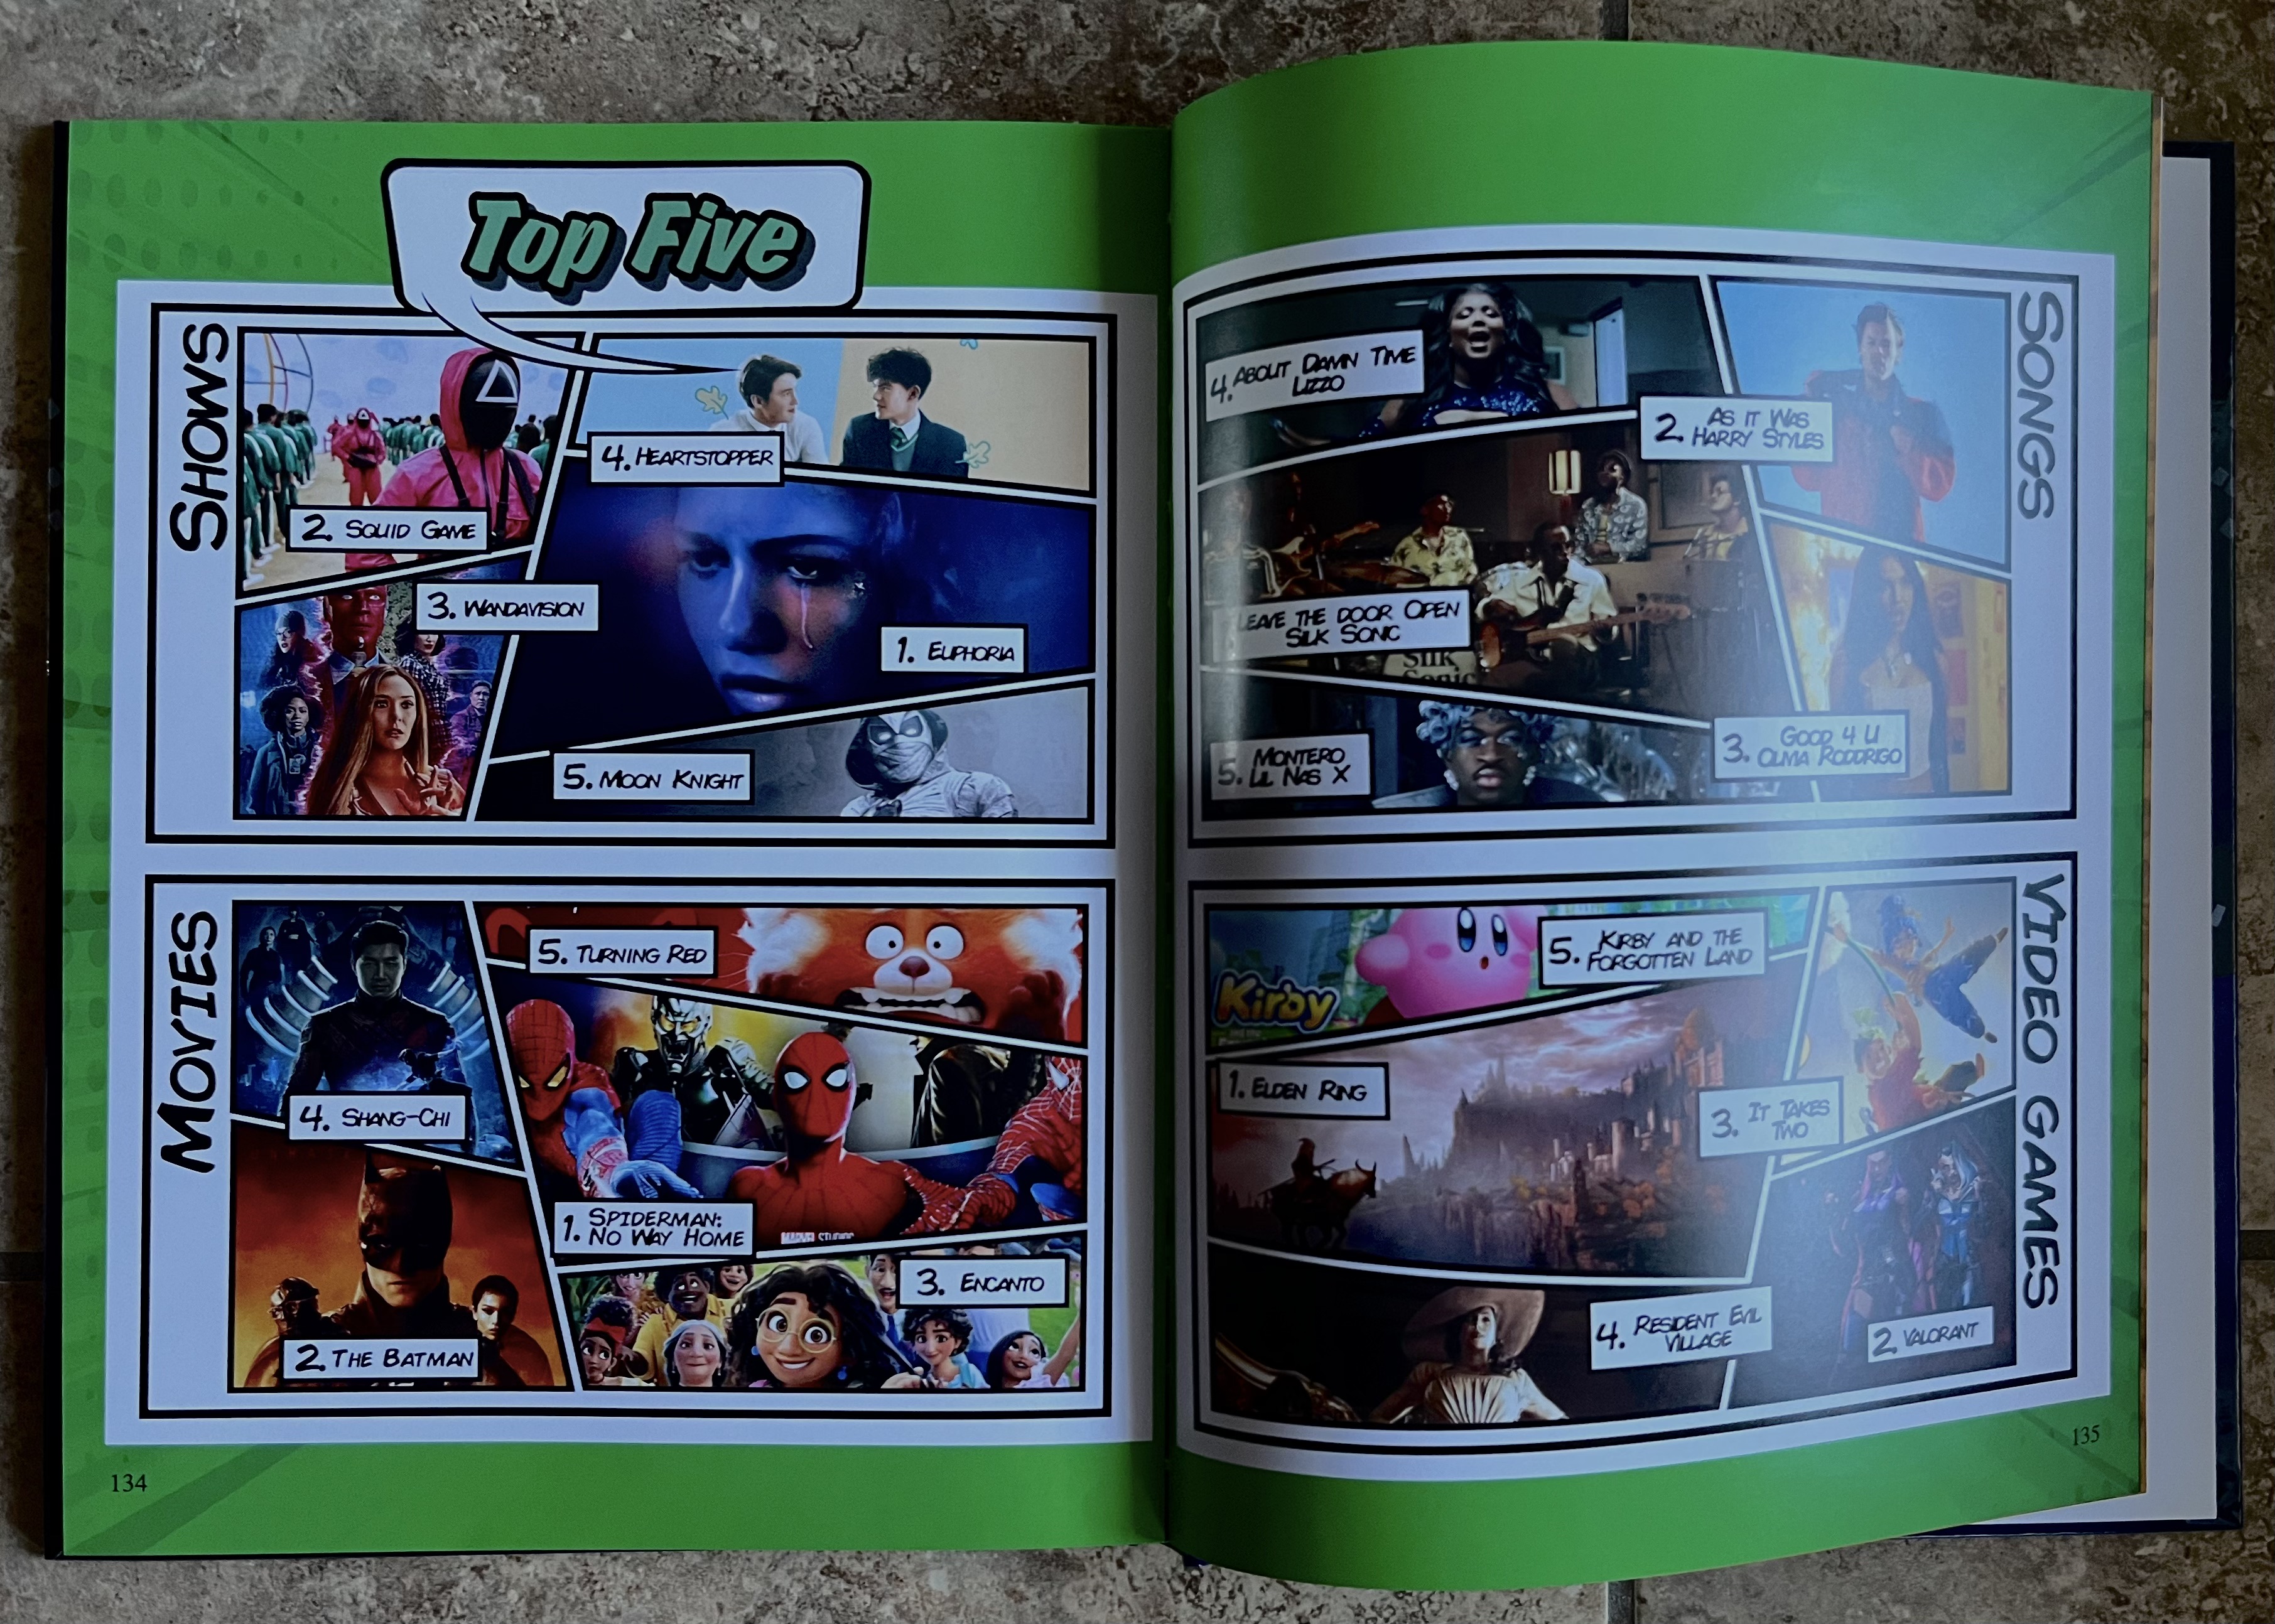 Top Five
SHOWS
2. SQUID GAME
4. HEARTSTOPPER
3. WANDAVISION
1. EUPHORIA
5. MOON KNIGHT
MOVIES
4. SHANG-CHI
5. TURNING RED
1. SPIDERMAN:
NO WAY HOME
2. THE BATMAN
3. ENCANTO
MARVEL STUDIOS
134
SONGS
4. ABOUT DAMN TIME
LIZZO
2. AS IT WAS
HARRY STYLES
LEAVE THE DOOR OPEN
SILK SONIC
Silk
Sonic
5. MONTERO
LIL NAS X
3. GOOD 4 U
OLIVIA RODDRIGO
VIDEO GAMES
Kirby
5. KIRBY AND THE
FORGOTTEN LAND
1. ELDEN RING
3. IT TAKES
TWO
4. RESIDENT EVIL
VILLAGE
2. VALORANT
135